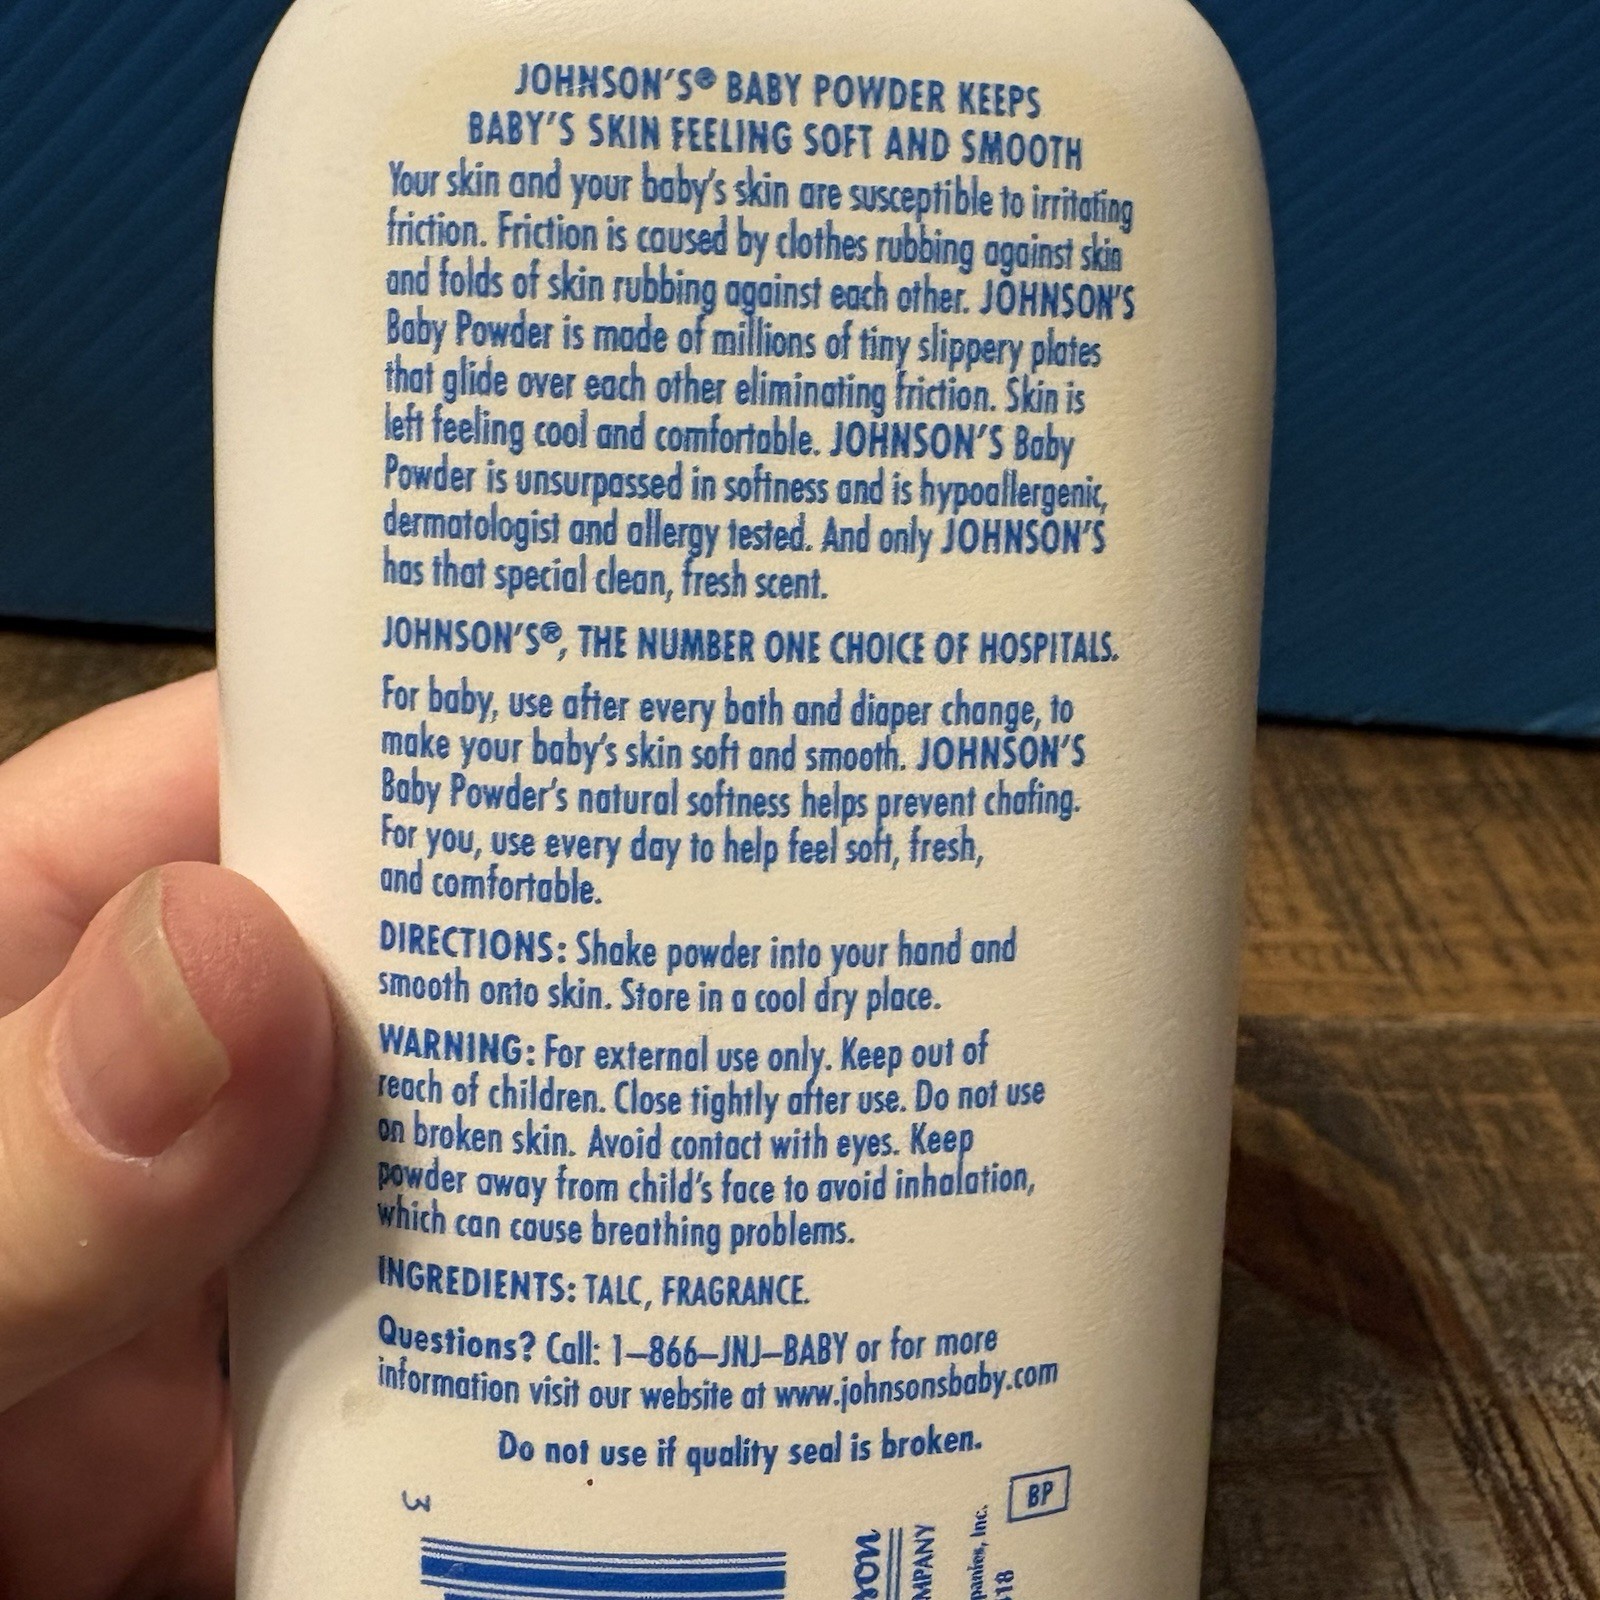 JOHNSON'S® BABY POWDER KEEPS
BABY'S SKIN FEELING SOFT AND SMOOTH
Your skin and your baby's skin are susceptible to irritating
friction. Friction is caused by clothes rubbing against skin
and folds of skin rubbing against each other. JOHNSON'S
Baby Powder is made of millions of tiny slippery plates
that glide over each other eliminating friction. Skin is
left feeling cool and comfortable. JOHNSON'S Baby
Powder is unsurpassed in softness and is hypoallergenic,
dermatologist and allergy tested. And only JOHNSON'S
has that special clean, fresh scent.
JOHNSON'S®, THE NUMBER ONE CHOICE OF HOSPITALS.
For baby, use after every bath and diaper change, to
make your baby's skin soft and smooth. JOHNSON'S
Baby Powder's natural softness helps prevent chafing.
For you, use every day to help feel soft, fresh,
and comfortable.
DIRECTIONS: Shake powder into your hand and
smooth onto skin. Store in a cool dry place.
WARNING: For external use only. Keep out of
reach of children. Close tightly after use. Do not use
on broken skin. Avoid contact with eyes. Keep
powder away from child's face to avoid inhalation,
which can cause breathing problems.
INGREDIENTS: TALC, FRAGRANCE.
Questions? Call: 1–866–JNJ–BABY or for more
information visit our website at www.johnsonsbaby.com
Do not use if quality seal is broken.
BP
3